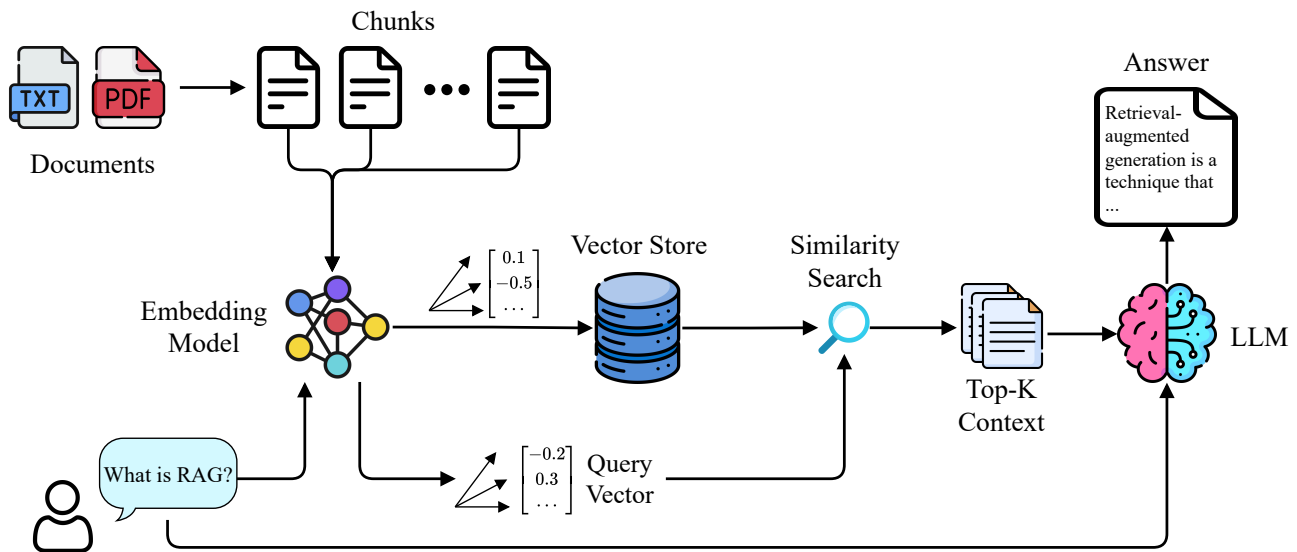 Chunks
TXT
PDF
Documents
Answer
Retrieval-
augmented
generation is a
technique that
...
Embedding
Model
0.1
−0.5
...
Vector Store
Similarity
Search
Top-K
Context
LLM
What is RAG?
−0.2
0.3
...
Query
Vector